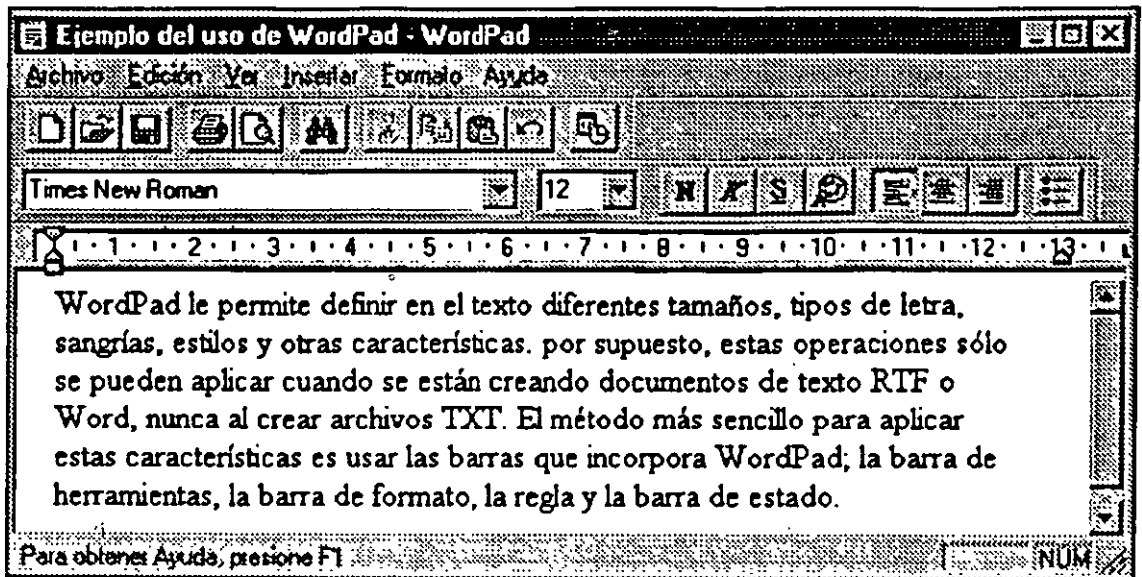 Ejemplo del uso de WordPad - WordPad
Archivo Edición Ver Insertar Formato Ayuda
Times New Roman 12 N K S
1 2 3 4 5 6 7 8 9 10 11 12 13
WordPad le permite definir en el texto diferentes tamaños, tipos de letra,
sangrías, estilos y otras características. por supuesto, estas operaciones sólo
se pueden aplicar cuando se están creando documentos de texto RTF o
Word, nunca al crear archivos TXT. El método más sencillo para aplicar
estas características es usar las barras que incorpora WordPad; la barra de
herramientas, la barra de formato, la regla y la barra de estado.
Para obtener Ayuda, presione F1 NUM